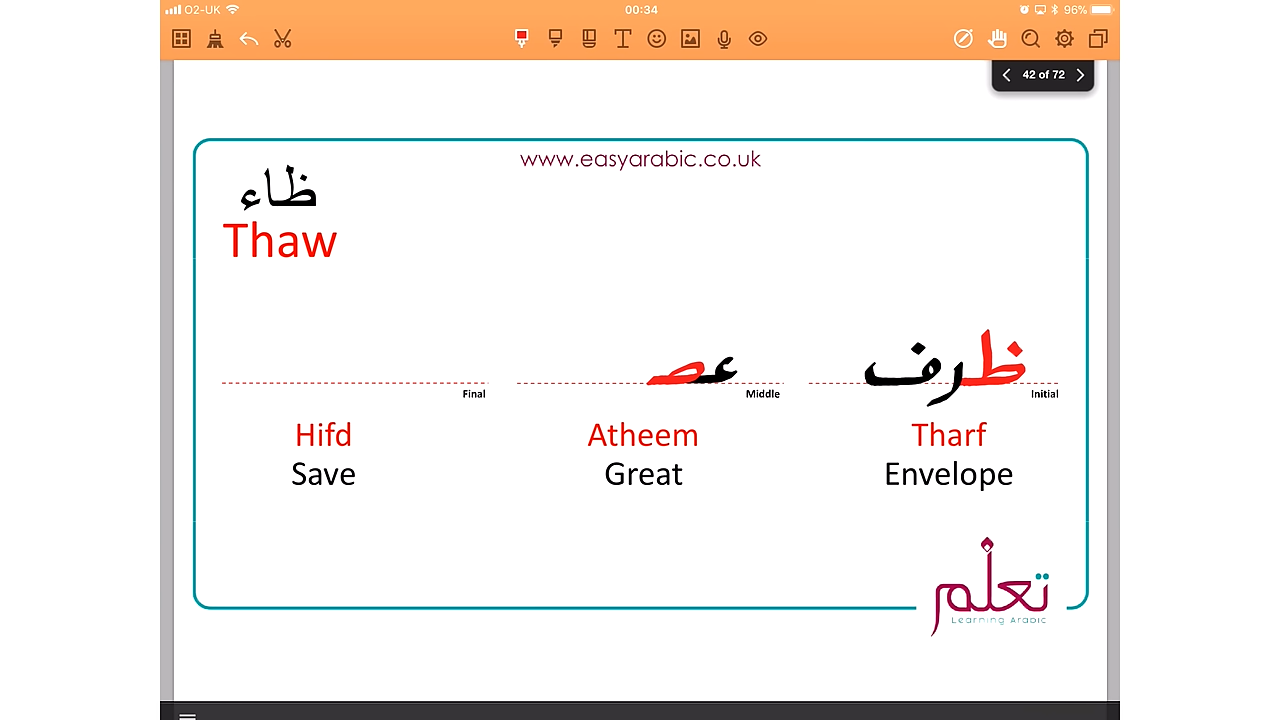 O2-UK 00:34 96%
42 of 72
www.easyarabic.co.uk
ظاء
Thaw
ظرف
Final Middle Initial
Hifd Atheem Tharf
Save Great Envelope
تعلم
Learning Arabic